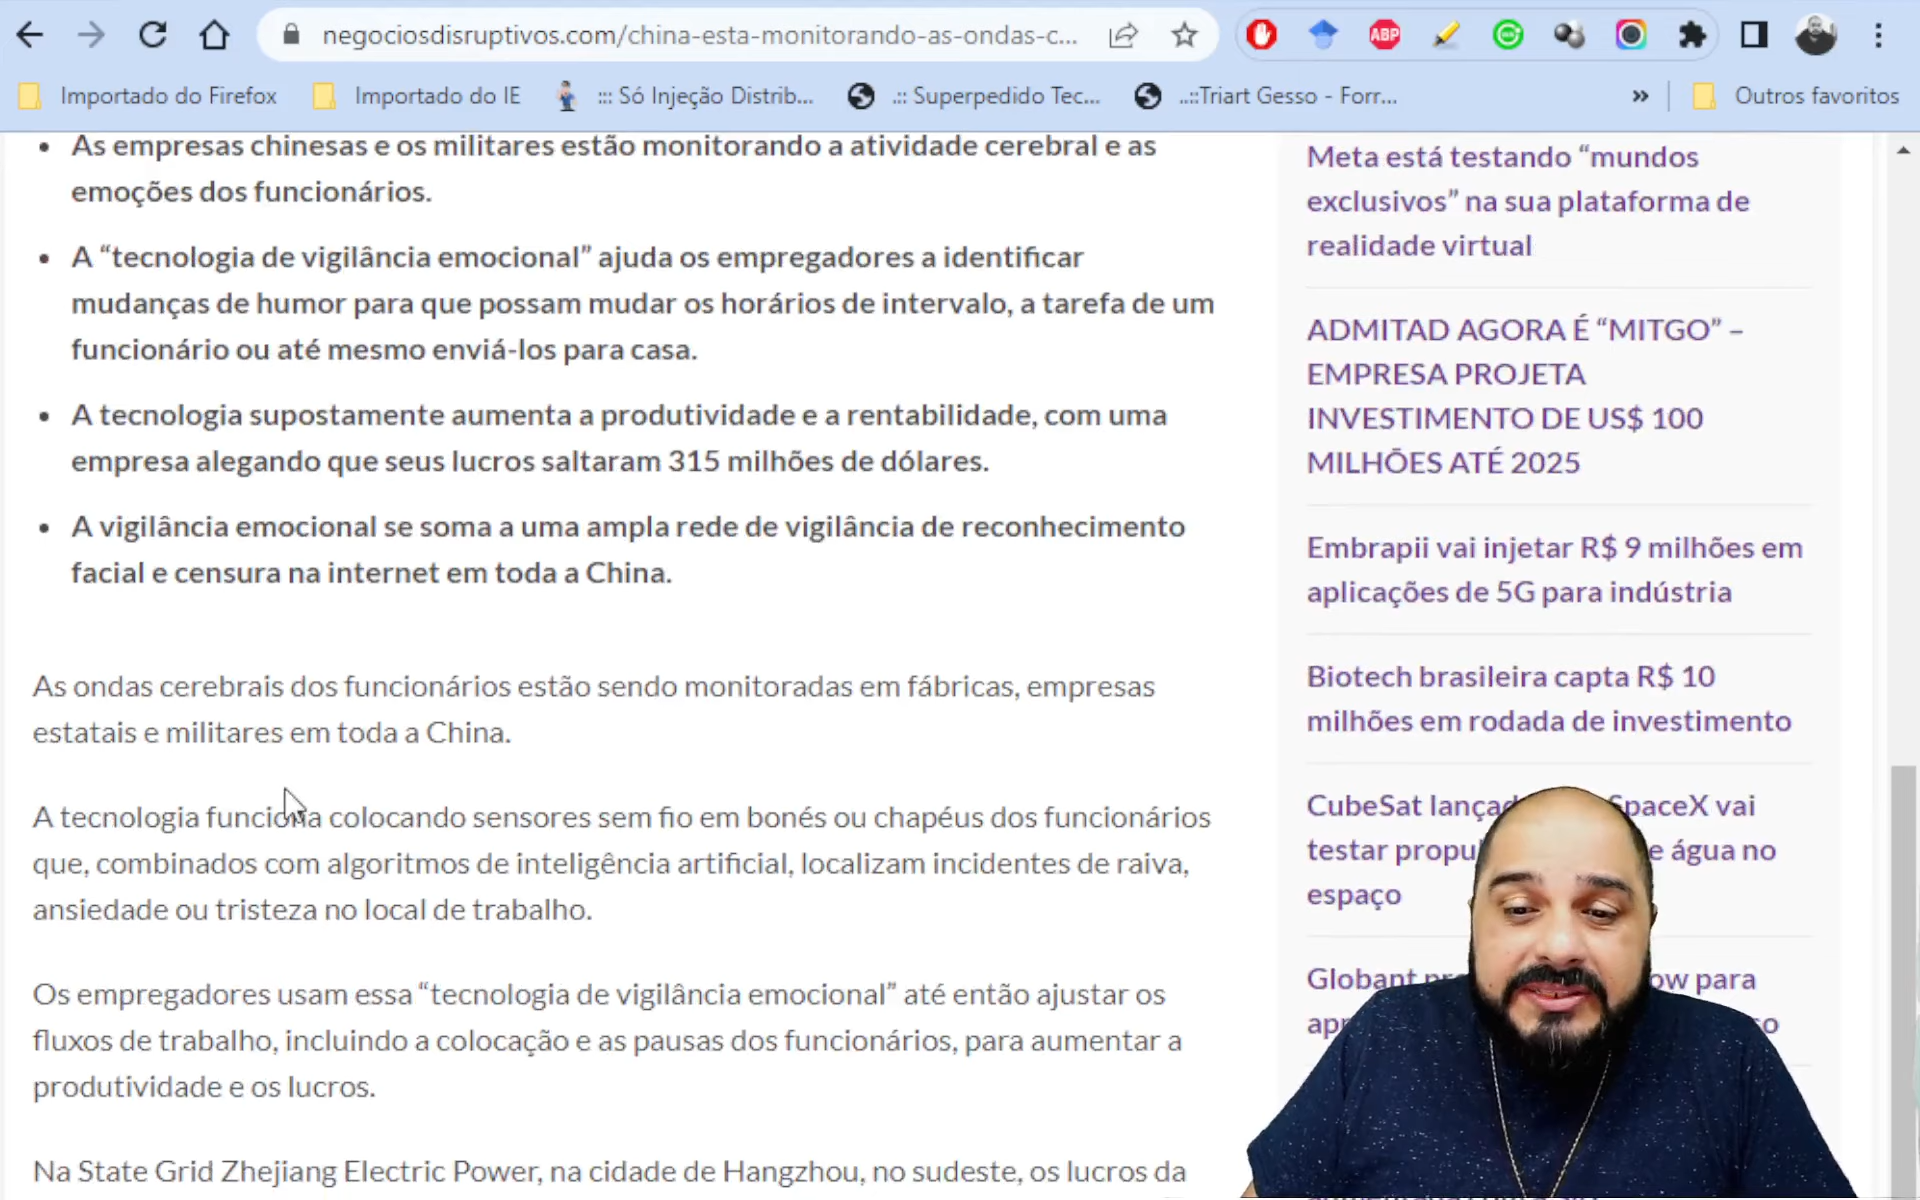 negociosdisruptivos.com/china-esta-monitorando-as-ondas-c...
ABP
Importado do Firefox
Importado do IE
::: Só Injeção Distrib...
.:: Superpedido Tec...
..::Triart Gesso - Forr...
»
Outros favoritos
• As empresas chinesas e os militares estão monitorando a atividade cerebral e as
emoções dos funcionários.
• A “tecnologia de vigilância emocional” ajuda os empregadores a identificar
mudanças de humor para que possam mudar os horários de intervalo, a tarefa de um
funcionário ou até mesmo enviá-los para casa.
• A tecnologia supostamente aumenta a produtividade e a rentabilidade, com uma
empresa alegando que seus lucros saltaram 315 milhões de dólares.
• A vigilância emocional se soma a uma ampla rede de vigilância de reconhecimento
facial e censura na internet em toda a China.
As ondas cerebrais dos funcionários estão sendo monitoradas em fábricas, empresas
estatais e militares em toda a China.
A tecnologia funciona colocando sensores sem fio em bonés ou chapéus dos funcionários
que, combinados com algoritmos de inteligência artificial, localizam incidentes de raiva,
ansiedade ou tristeza no local de trabalho.
Os empregadores usam essa “tecnologia de vigilância emocional” até então ajustar os
fluxos de trabalho, incluindo a colocação e as pausas dos funcionários, para aumentar a
produtividade e os lucros.
Na State Grid Zhejiang Electric Power, na cidade de Hangzhou, no sudeste, os lucros da
Meta está testando “mundos
exclusivos” na sua plataforma de
realidade virtual
ADMITAD AGORA É “MITGO” –
EMPRESA PROJETA
INVESTIMENTO DE US$ 100
MILHÕES ATÉ 2025
Embrapii vai injetar R$ 9 milhões em
aplicações de 5G para indústria
Biotech brasileira capta R$ 10
milhões em rodada de investimento
CubeSat SpaceX vai
testar e água no
espaço
Globant para